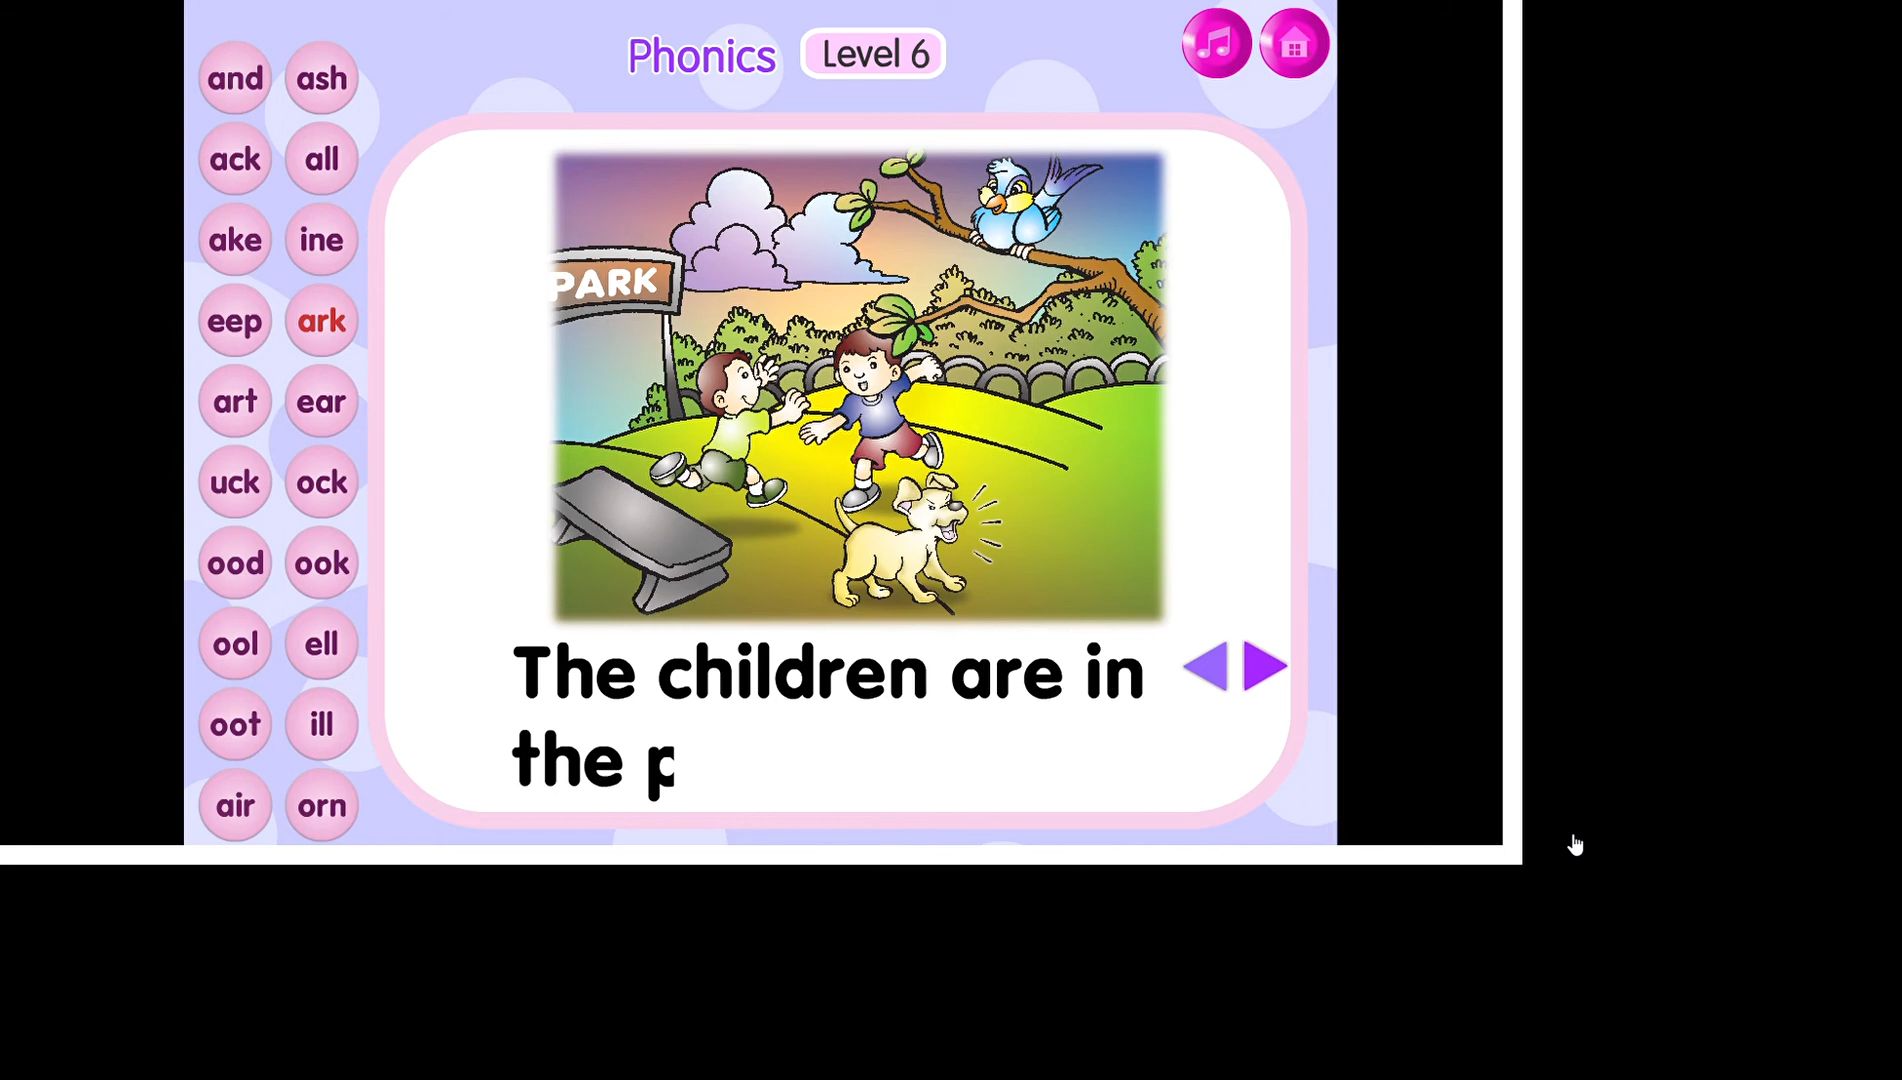 Phonics Level 6
and ash
ack all
ake ine
eep ark
art ear
uck ock
ood ook
ool ell
oot ill
air orn
PARK
The children are in
the p